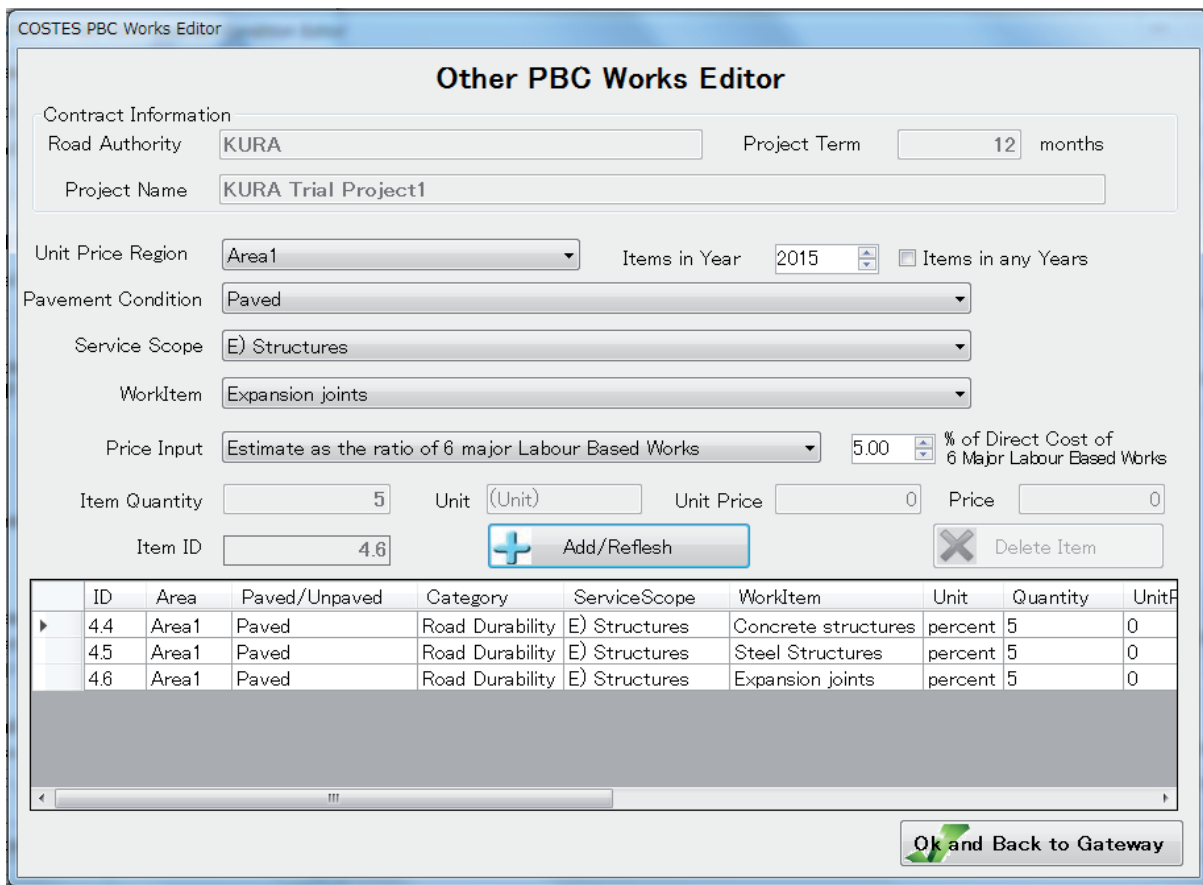 COSTES PBC Works Editor
Other PBC Works Editor
Contract Information
Road Authority KURA Project Term 12 months
Project Name KURA Trial Project1
Unit Price Region Area1 Items in Year 2015 Items in any Years
Pavement Condition Paved
Service Scope E) Structures
WorkItem Expansion joints
Price Input Estimate as the ratio of 6 major Labour Based Works 5.00 % of Direct Cost of
6 Major Labour Based Works
Item Quantity 5 Unit (Unit) Unit Price 0 Price 0
Item ID 4.6 Add/Reflesh Delete Item
ID Area Paved/Unpaved Category ServiceScope WorkItem Unit Quantity UnitP
4.4 Area1 Paved Road Durability E) Structures Concrete structures percent 5 0
4.5 Area1 Paved Road Durability E) Structures Steel Structures percent 5 0
4.6 Area1 Paved Road Durability E) Structures Expansion joints percent 5 0
Ok and Back to Gateway